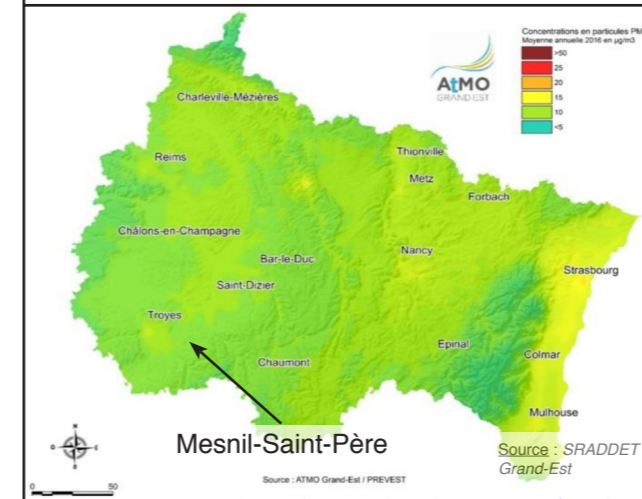 Concentrations en particules PM
Moyenne annuelle 2016 en µg/m3
>50
25
20
15
10
<5
AtMO
GRAND EST
Charleville-Mézières
Reims
Thionville
Metz
Forbach
Châlons-en-Champagne
Bar-le-Duc
Nancy
Strasbourg
Saint-Dizier
Troyes
Epinal
Colmar
Chaumont
Mulhouse
Mesnil-Saint-Père
Source : SRADDET
Grand-Est
N
O
E
S
0
50
Source : ATMO Grand-Est / PREVEST